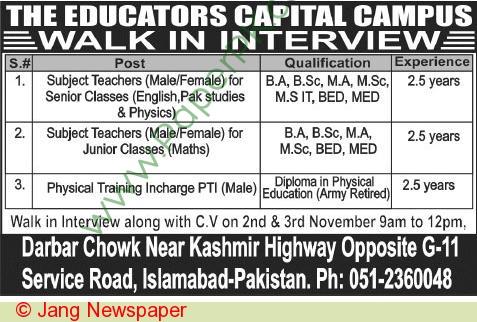 THE EDUCATORS CAPITAL CAMPUS
WALK IN INTERVIEW
S.# Post Qualification Experience
1. Subject Teachers (Male/Female) for Senior Classes (English,Pak studies & Physics) B.A, B.Sc, M.A, M.Sc, M.S IT, BED, MED 2.5 years
2. Subject Teachers (Male/Female) for Junior Classes (Maths) B.A, B.Sc, M.A, M.Sc, BED, MED 2.5 years
3. Physical Training Incharge PTI (Male) Diploma in Physical Education (Army Retired) 2.5 years
Walk in Interview along with C.V on 2nd & 3rd November 9am to 12pm,
Darbar Chowk Near Kashmir Highway Opposite G-11
Service Road, Islamabad-Pakistan. Ph: 051-2360048
© Jang Newspaper